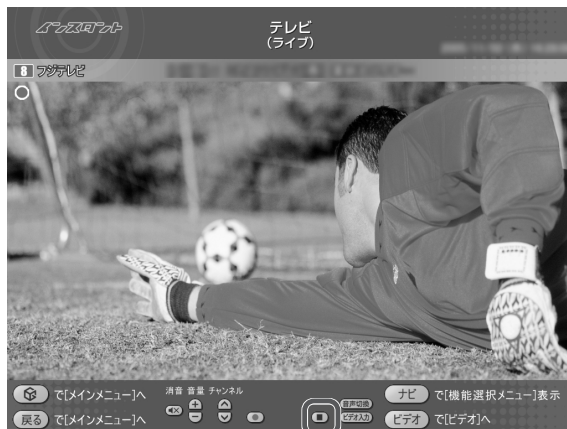 インスタント
テレビ
(ライブ)
8 フジテレビ
で[メインメニュー]へ
消音 音量 チャンネル
音声切換
ナビ で[機能選択メニュー]表示
戻る で[メインメニュー]へ
ビデオ入力
ビデオ で[ビデオ]へ